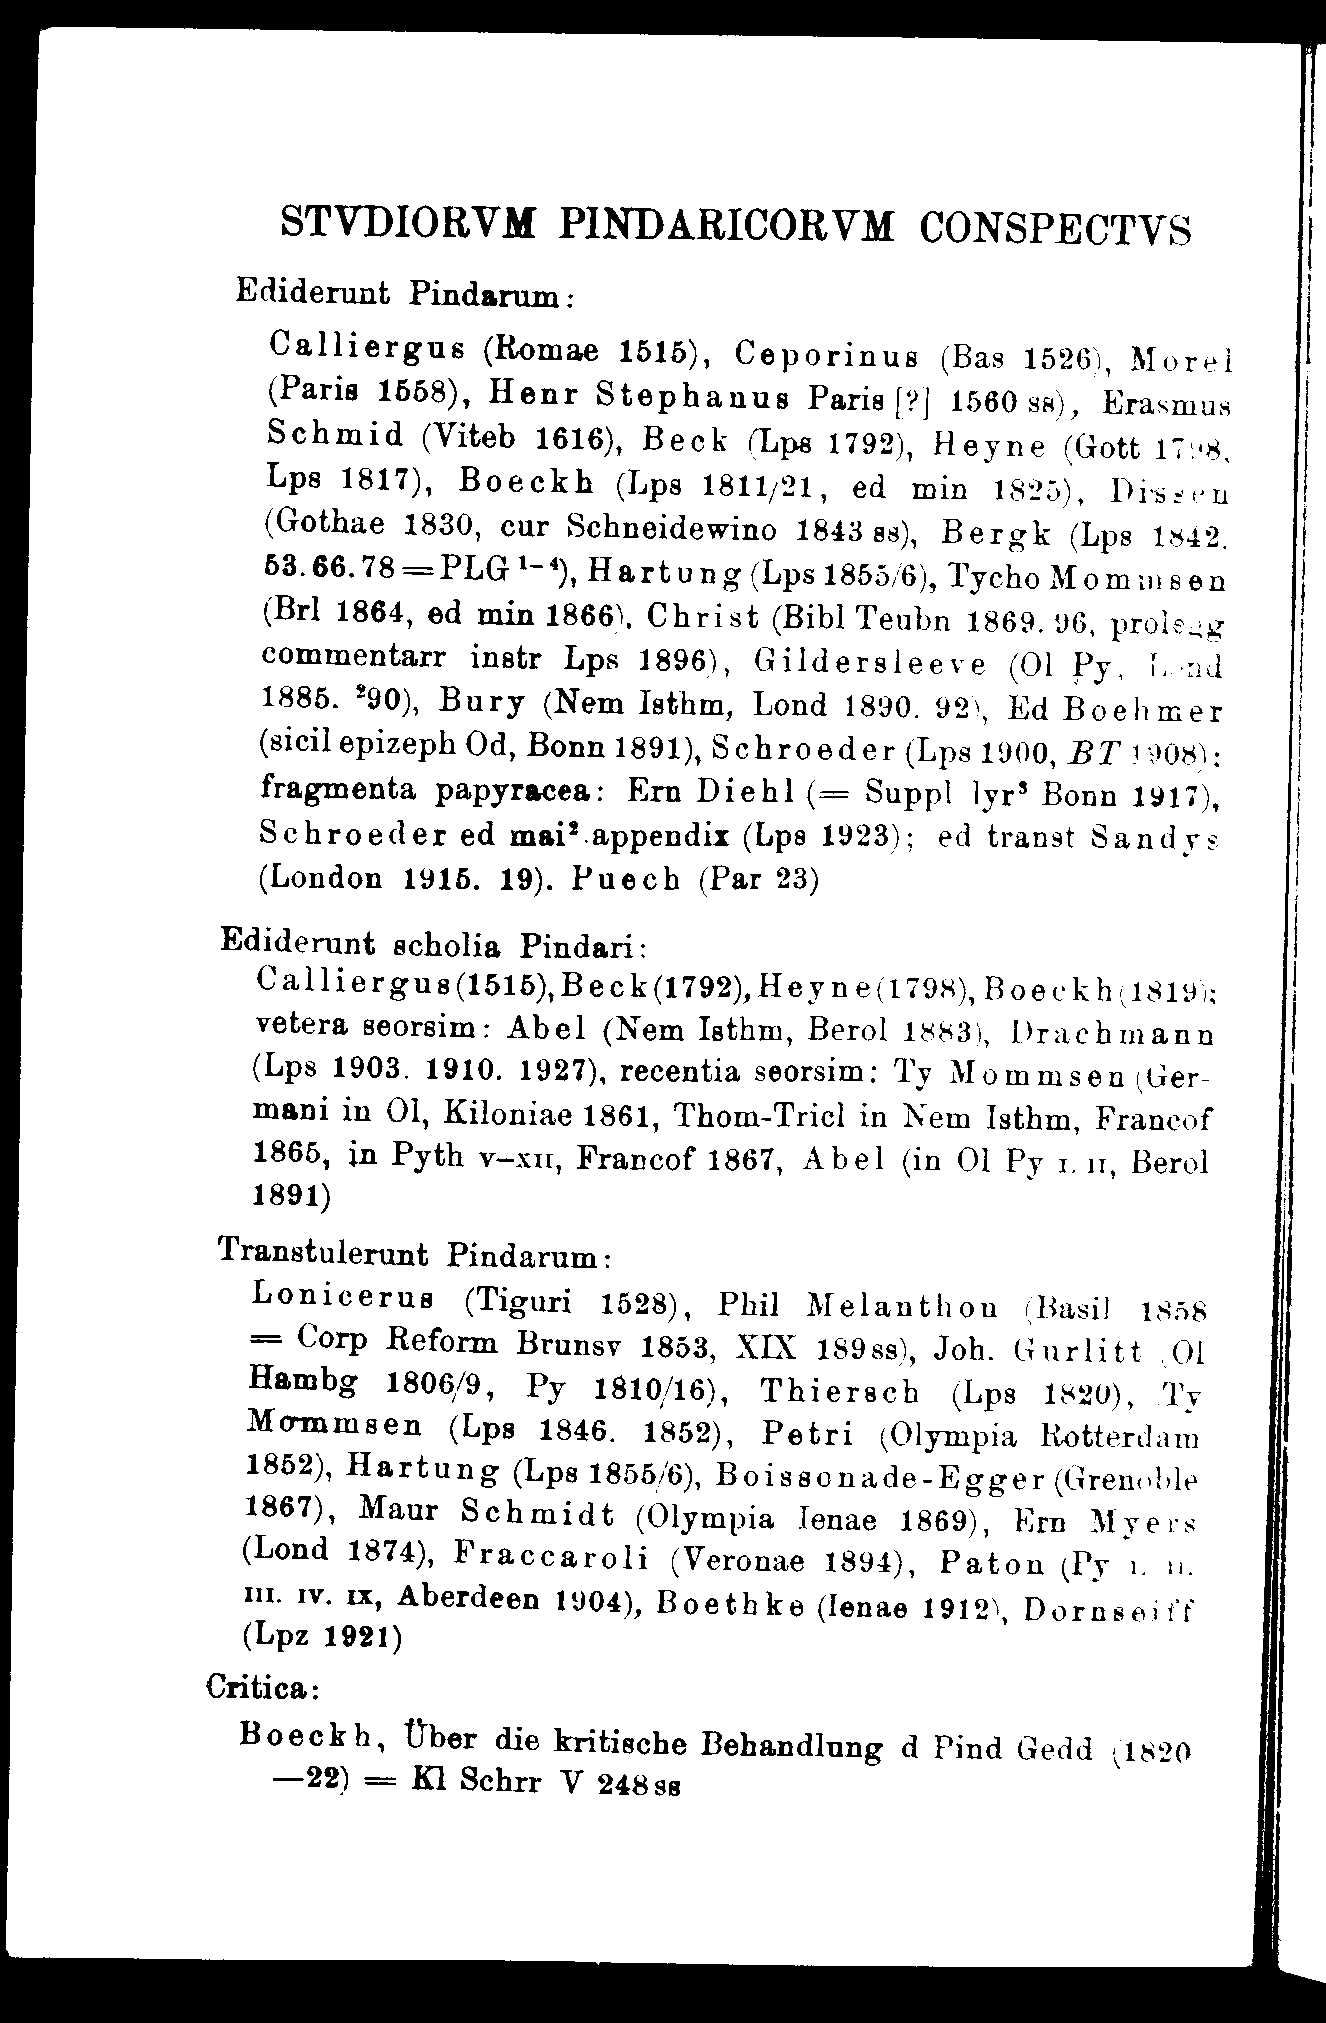 STVDIORVM PINDARICORVM CONSPECTVS
Ediderunt Pindarum:
Calliergus (Romae 1515), Ceporinus (Bas 1526), Morel
(Paris 1558), Henr Stephanus Paris [?] 1560 ss), Erasmus
Schmid (Viteb 1616), Beck (Lps 1792), Heyne (Gott 1798.
Lps 1817), Boeckh (Lps 1811/21, ed min 1825), Dissen
(Gothae 1830, cur Schneidewino 1843 ss), Bergk (Lps 1842.
53.66.78=PLG¹⁻⁴), Hartung (Lps 1855/6), Tycho Mommsen
(Brl 1864, ed min 1866). Christ (Bibl Teubn 1869. 96, prolegg
commentarr instr Lps 1896), Gildersleeve (Ol Py, Lond
1885. ²90), Bury (Nem Isthm, Lond 1890. 92), Ed Boehmer
(sicil epizeph Od, Bonn 1891), Schroeder (Lps 1900, BT 1908);
fragmenta papyracea: Ern Diehl (= Suppl lyr³ Bonn 1917),
Schroeder ed mai² appendix (Lps 1923); ed transt Sandys
(London 1915. 19). Puech (Par 23)
Ediderunt scholia Pindari:
Calliergus (1515), Beck (1792), Heyne (1798), Boeckh (1819);
vetera seorsim: Abel (Nem Isthm, Berol 1883), Drachmann
(Lps 1903. 1910. 1927), recentia seorsim: Ty Mommsen (Ger-
mani in Ol, Kiloniae 1861, Thom-Tricl in Nem Isthm, Francof
1865, in Pyth V–XII, Francof 1867, Abel (in Ol Py I. II, Berol
1891)
Transtulerunt Pindarum:
Lonicerus (Tiguri 1528), Phil Melanthon (Basil 1858
= Corp Reform Brunsv 1853, XIX 189ss), Joh. Gurlitt (Ol
Hambg 1806/9, Py 1810/16), Thiersch (Lps 1820), Ty
Mommsen (Lps 1846. 1852), Petri (Olympia Rotterdam
1852), Hartung (Lps 1855/6), Boissonade-Egger (Grenoble
1867), Maur Schmidt (Olympia Ienae 1869), Ern Myers
(Lond 1874), Fraccaroli (Veronae 1894), Paton (Py I. II.
III. IV. IX, Aberdeen 1904), Boethke (Ienae 1912), Dornseiff
(Lpz 1921)
Critica:
Boeckh, Über die kritische Behandlung d Pind Gedd (1820
—22) = Kl Schrr V 248 ss